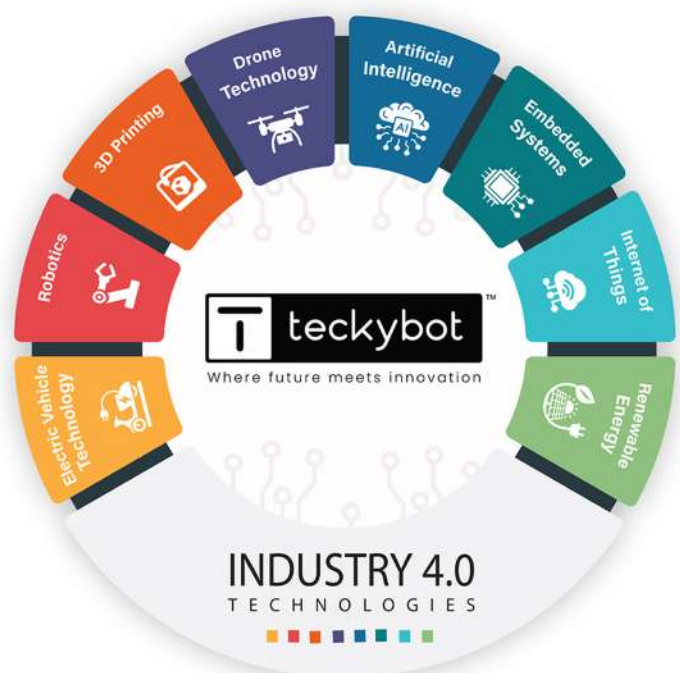 Drone
Technology
Artificial
Intelligence
AI
3D Printing
Embedded
Systems
Robotics
Internet of
Things
T teckybot ™
Where future meets innovation
Electric Vehicle
Technology
Renewable
Energy
INDUSTRY 4.0
TECHNOLOGIES